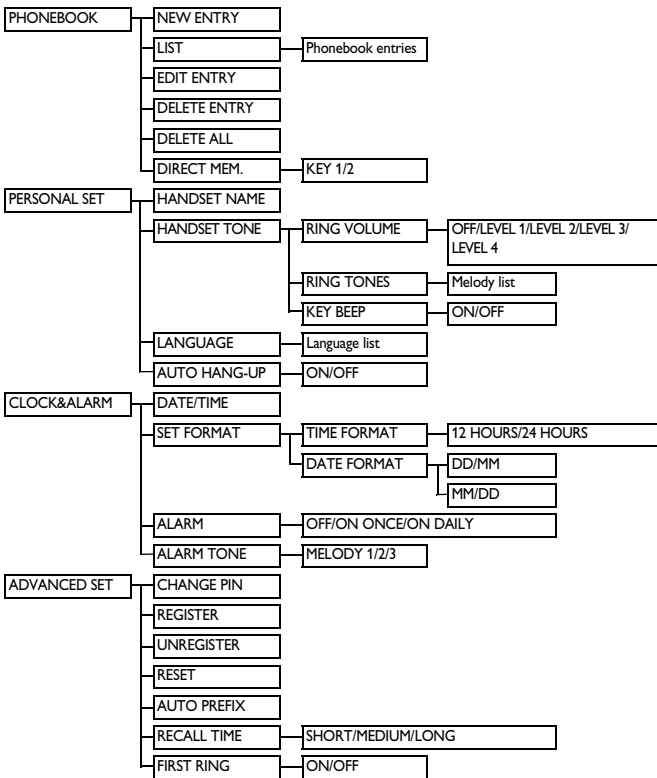 PHONEBOOK NEW ENTRY
LIST Phonebook entries
EDIT ENTRY
DELETE ENTRY
DELETE ALL
DIRECT MEM. KEY 1/2
PERSONAL SET HANDSET NAME
HANDSET TONE RING VOLUME OFF/LEVEL 1/LEVEL 2/LEVEL 3/
LEVEL 4
RING TONES Melody list
KEY BEEP ON/OFF
LANGUAGE Language list
AUTO HANG-UP ON/OFF
CLOCK&ALARM DATE/TIME
SET FORMAT TIME FORMAT 12 HOURS/24 HOURS
DATE FORMAT DD/MM
MM/DD
ALARM OFF/ON ONCE/ON DAILY
ALARM TONE MELODY 1/2/3
ADVANCED SET CHANGE PIN
REGISTER
UNREGISTER
RESET
AUTO PREFIX
RECALL TIME SHORT/MEDIUM/LONG
FIRST RING ON/OFF